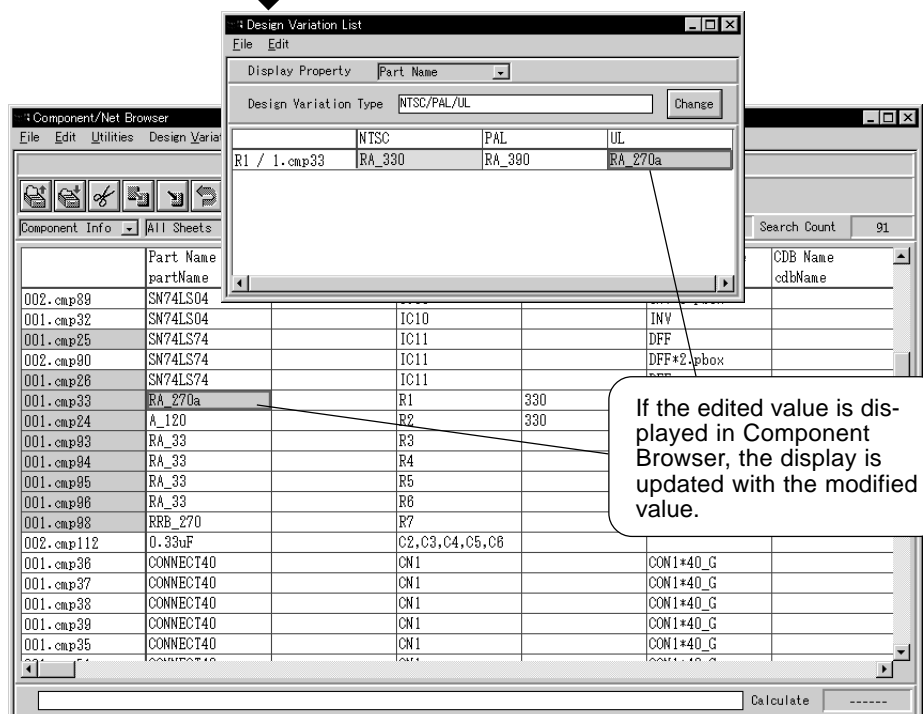 Design Variation List
File Edit
Display Property Part Name
Design Variation Type NTSC/PAL/UL Change
NTSC PAL UL
R1 / 1.cmp33 RA_330 RA_390 RA_270a
Component/Net Browser
File Edit Utilities Design
Component Info All Sheets Search Count 91
Part Name CDB Name
partName cdbName
002.cmp89 SN74LS04
001.cmp32 SN74LS04 IC10 INV
001.cmp25 SN74LS74 IC11 DFF
002.cmp90 SN74LS74 IC11 DFF*2.pbox
001.cmp26 SN74LS74 IC11
001.cmp33 RA_270a R1 330
001.cmp24 A_120 R2 330
001.cmp93 RA_33 R3
001.cmp94 RA_33 R4
001.cmp95 RA_33 R5
001.cmp96 RA_33 R6
001.cmp98 RRB_270 R7
002.cmp112 0.33uF C2,C3,C4,C5,C6
001.cmp36 CONNECT40 CN1 CON1*40_G
001.cmp37 CONNECT40 CN1 CON1*40_G
001.cmp38 CONNECT40 CN1 CON1*40_G
001.cmp39 CONNECT40 CN1 CON1*40_G
001.cmp35 CONNECT40 CN1 CON1*40_G
Calculate ------
If the edited value is dis-
played in Component
Browser, the display is
updated with the modified
value.